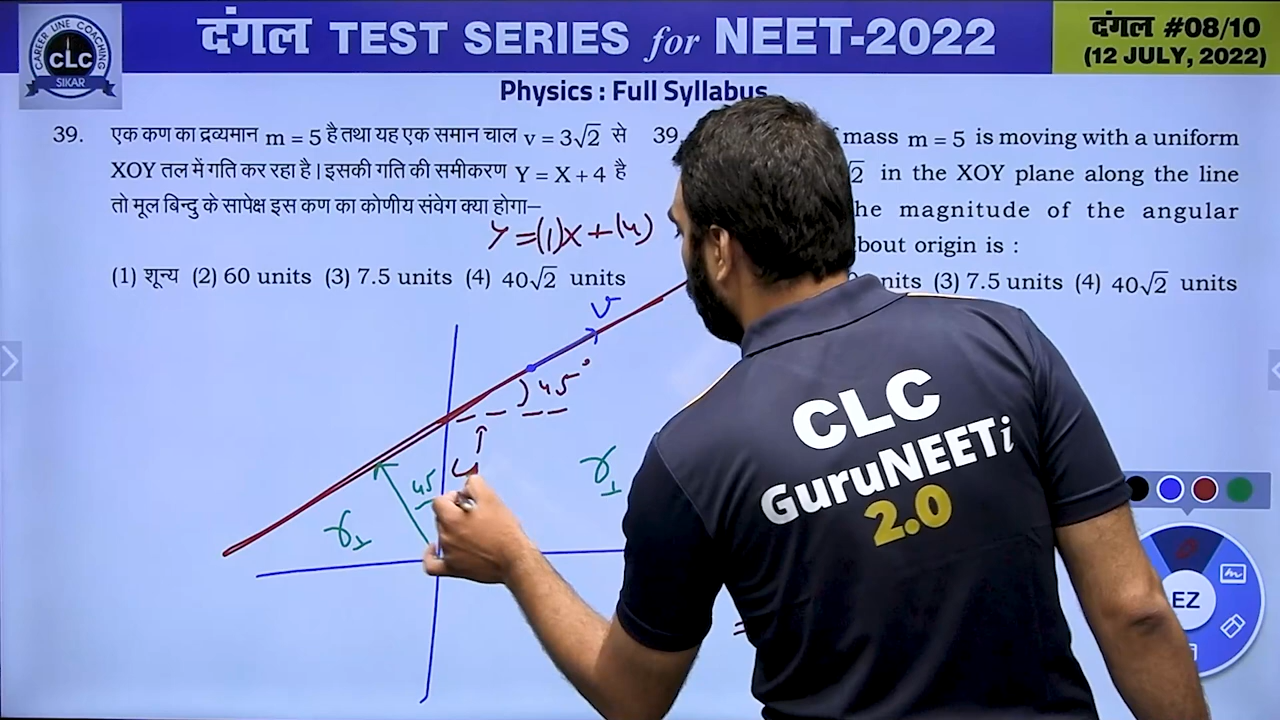 दंगल TEST SERIES for NEET-2022
दंगल #08/10
(12 JULY, 2022)
CAREER LINE COACHING
CLC
SIKAR
Physics : Full Syllabus
39. एक कण का द्रव्यमान m = 5 है तथा यह एक समान चाल v = 3√2 से
XOY तल में गति कर रहा है। इसकी गति की समीकरण Y = X + 4 है
तो मूल बिन्दु के सापेक्ष इस कण का कोणीय संवेग क्या होगा–
(1) शून्य (2) 60 units (3) 7.5 units (4) 40√2 units
39.
mass m = 5 is moving with a uniform
in the XOY plane along the line
he magnitude of the angular
bout origin is :
(3) 7.5 units (4) 40√2 units
Y = (1)X + (4)
v
45°
45
4
r⊥
r⊥
CLC
GuruNEETi
2.0
EZ